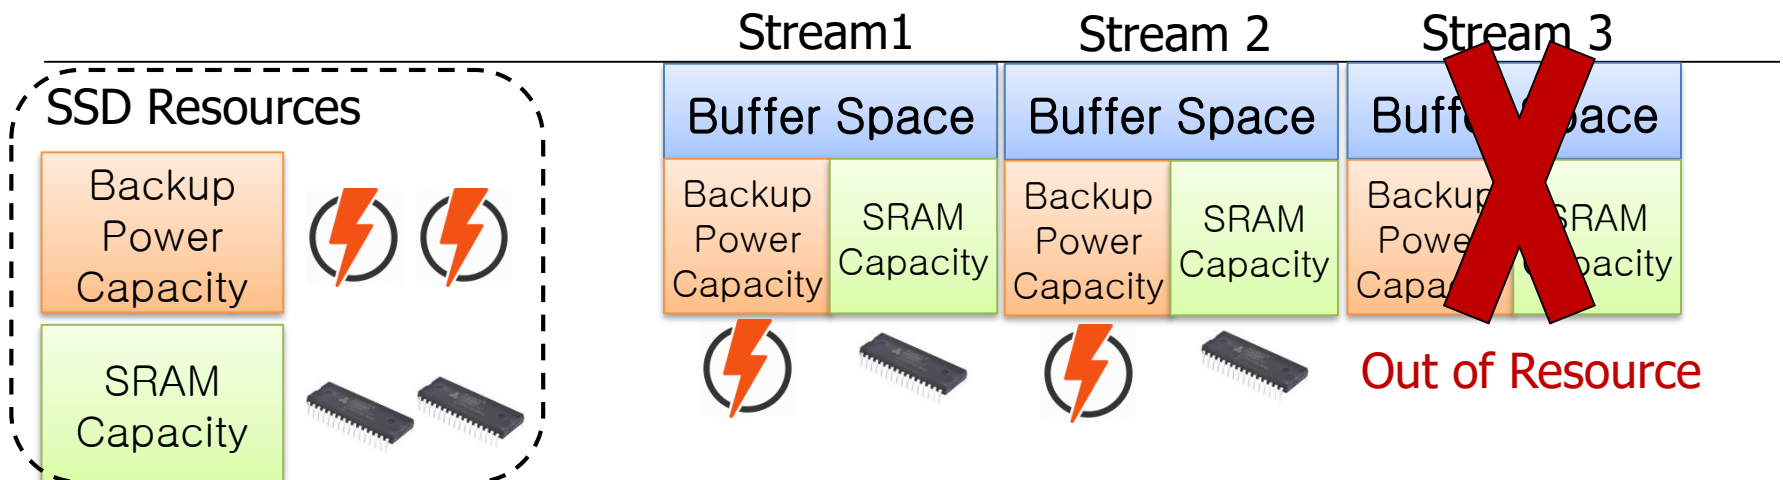 Stream1
Stream 2
Stream 3
SSD Resources
Backup
Power
Capacity
SRAM
Capacity
Buffer Space
Backup
Power
Capacity
SRAM
Capacity
Buffer Space
Backup
Power
Capacity
SRAM
Capacity
Out of Resource